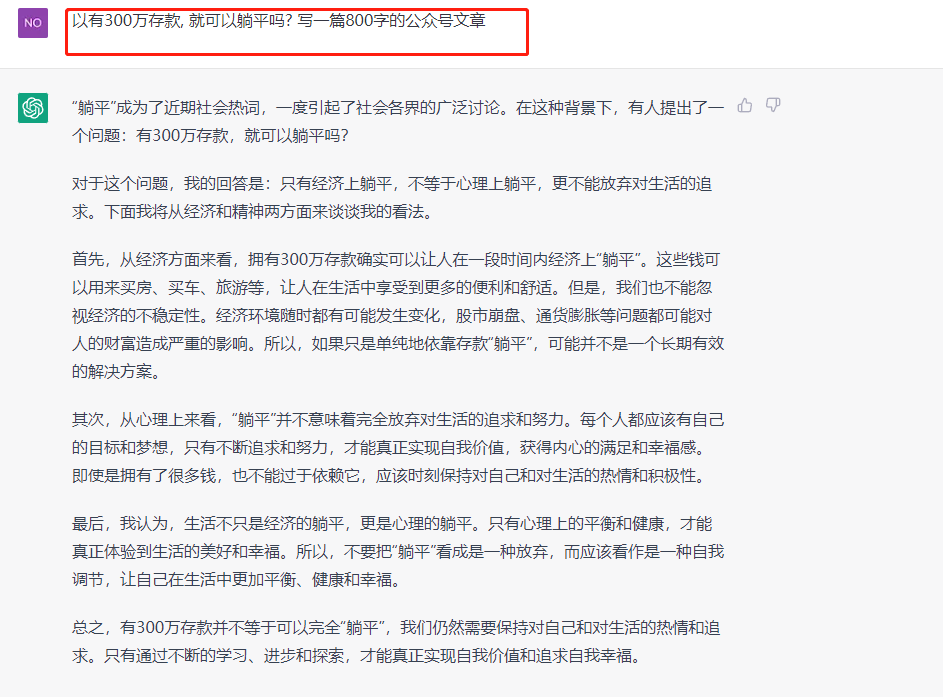 NO
以有300万存款, 就可以躺平吗? 写一篇800字的公众号文章
“躺平”成为了近期社会热词，一度引起了社会各界的广泛讨论。在这种背景下，有人提出了一
个问题：有300万存款，就可以躺平吗？
对于这个问题，我的回答是：只有经济上躺平，不等于心理上躺平，更不能放弃对生活的追
求。下面我将从经济和精神两方面来谈谈我的看法。
首先，从经济方面来看，拥有300万存款确实可以让人在一段时间内经济上“躺平”。这些钱可
以用来买房、买车、旅游等，让人在生活中享受到更多的便利和舒适。但是，我们也不能忽
视经济的不稳定性。经济环境随时都有可能发生变化，股市崩盘、通货膨胀等问题都可能对
人的财富造成严重的影响。所以，如果只是单纯地依靠存款“躺平”，可能并不是一个长期有效
的解决方案。
其次，从心理上来看，“躺平”并不意味着完全放弃对生活的追求和努力。每个人都应该有自己
的目标和梦想，只有不断追求和努力，才能真正实现自我价值，获得内心的满足和幸福感。
即使是拥有了很多钱，也不能过于依赖它，应该时刻保持对自己和对生活的热情和积极性。
最后，我认为，生活不只是经济的躺平，更是心理的躺平。只有心理上的平衡和健康，才能
真正体验到生活的美好和幸福。所以，不要把“躺平”看成是一种放弃，而应该看作是一种自我
调节，让自己在生活中更加平衡、健康和幸福。
总之，有300万存款并不等于可以完全“躺平”，我们仍然需要保持对自己和对生活的热情和追
求。只有通过不断的学习、进步和探索，才能真正实现自我价值和追求自我幸福。